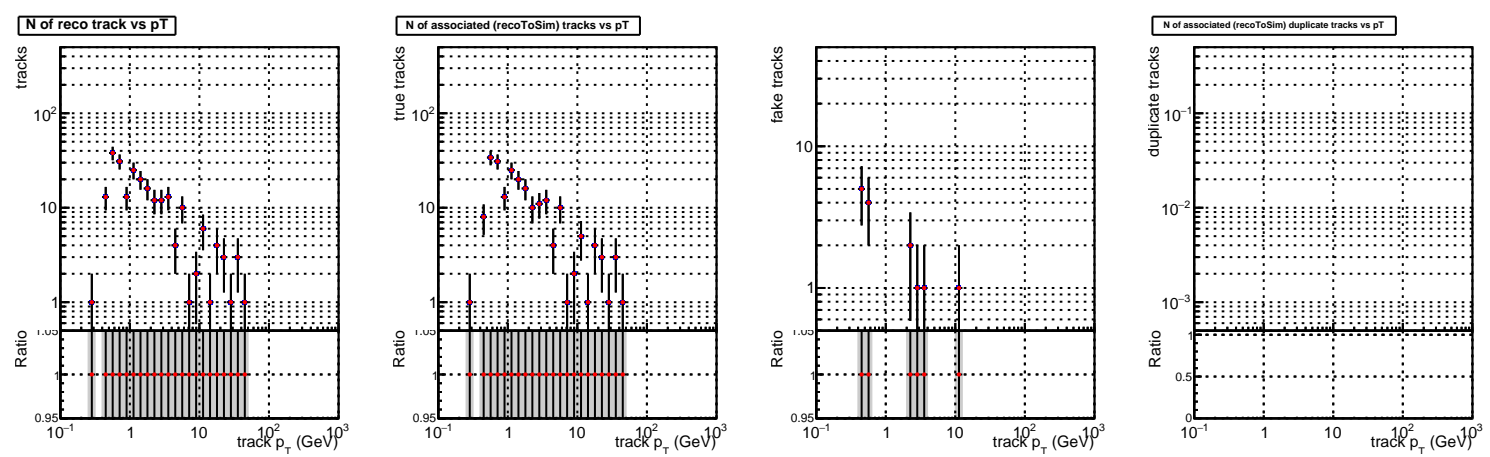 N of reco track vs pT
tracks
10²
10
1
1.05
Ratio
1
0.95
10⁻¹ 1 10 10² 10³
track p_T (GeV)
N of associated (recoToSim) tracks vs pT
true tracks
10²
10
1
1.05
Ratio
1
0.95
10⁻¹ 1 10 10² 10³
track p_T (GeV)
fake tracks
10
1
1.05
Ratio
1
0.95
10⁻¹ 1 10 10² 10³
track p_T (GeV)
N of associated (recoToSim) duplicate tracks vs pT
duplicate tracks
10⁻¹
10⁻²
10⁻³
Ratio
1
0.5
0
10⁻¹ 1 10 10² 10³
track p_T (GeV)